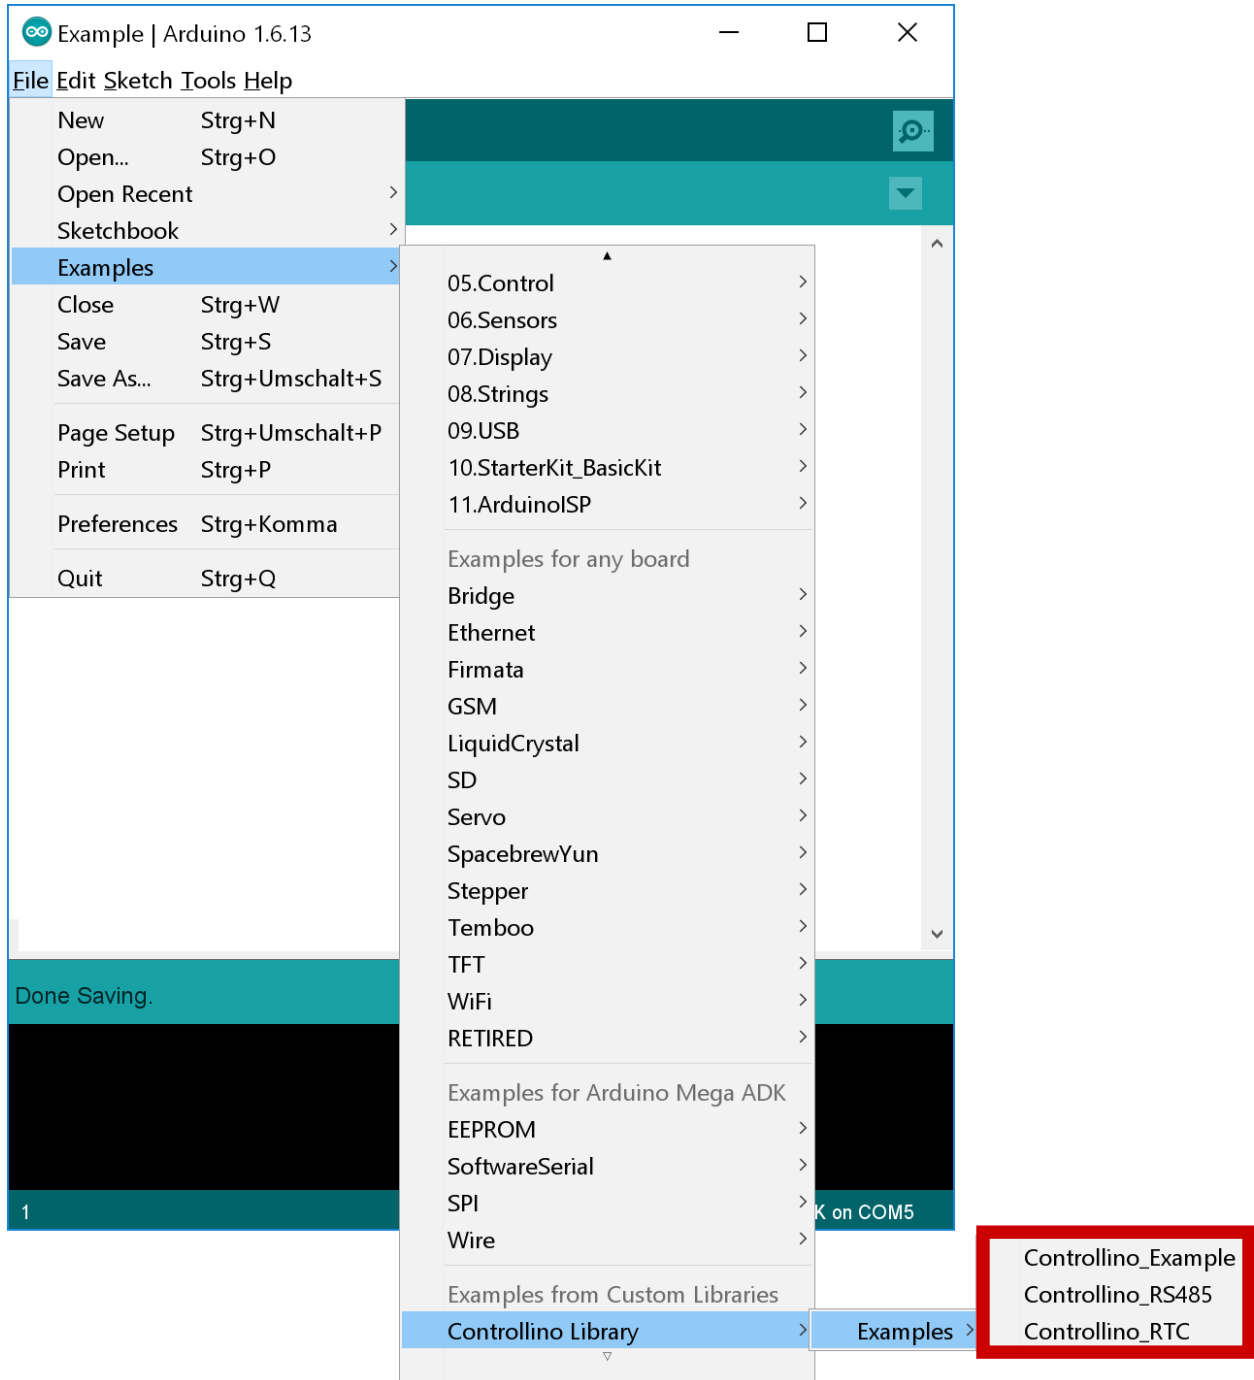 Example | Arduino 1.6.13
File Edit Sketch Tools Help
New Strg+N
Open... Strg+O
Open Recent
Sketchbook
Examples
Close Strg+W
Save Strg+S
Save As... Strg+Umschalt+S
Page Setup Strg+Umschalt+P
Print Strg+P
Preferences Strg+Komma
Quit Strg+Q
05.Control
06.Sensors
07.Display
08.Strings
09.USB
10.StarterKit_BasicKit
11.ArduinoISP
Examples for any board
Bridge
Ethernet
Firmata
GSM
LiquidCrystal
SD
Servo
SpacebrewYun
Stepper
Temboo
TFT
WiFi
RETIRED
Examples for Arduino Mega ADK
EEPROM
SoftwareSerial
SPI
Wire
Examples from Custom Libraries
Controllino Library
Examples
Controllino_Example
Controllino_RS485
Controllino_RTC
Done Saving.
1 K on COM5